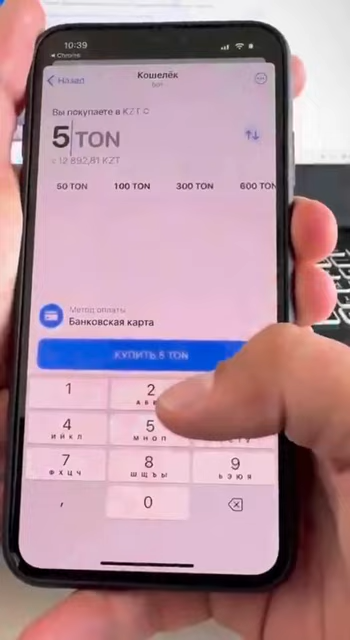 10:39
Chrome
Назад
Кошелёк
бот
Вы покупаете в KZT
5 TON
≈ 12 892,81 KZT
50 TON 100 TON 300 TON 600 TON
Метод оплаты
Банковская карта
КУПИТЬ 5 TON
1 2
4 5
И Й К Л М Н О П
7 8 9
Ф Х Ц Ч Ш Щ Ъ Ы Ь Э Ю Я
, 0